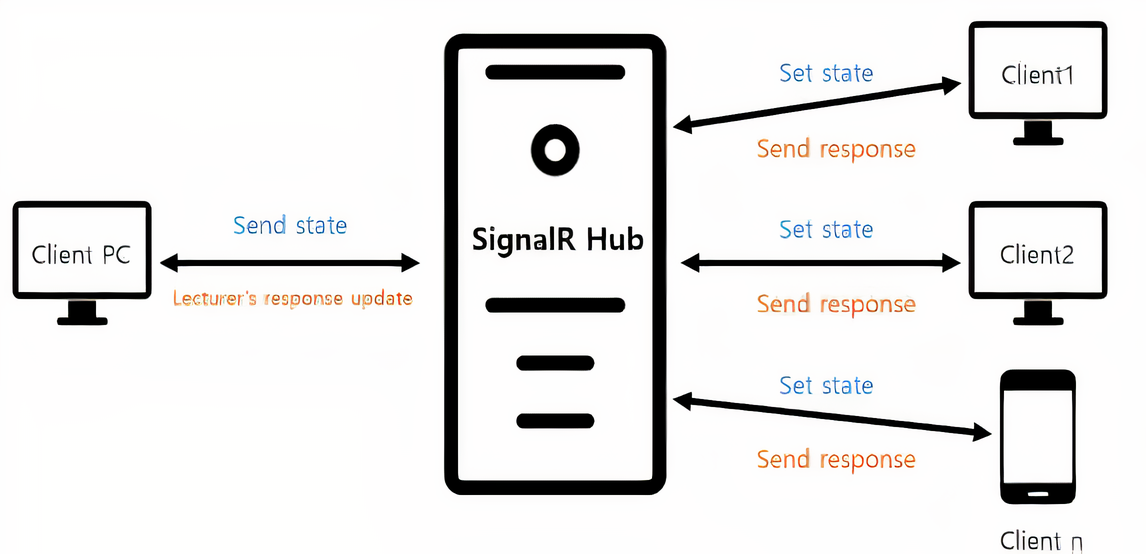 Client PC
Send state
Lecturer's response update
SignalR Hub
Set state
Send response
Client1
Set state
Send response
Client2
Set state
Send response
Client n